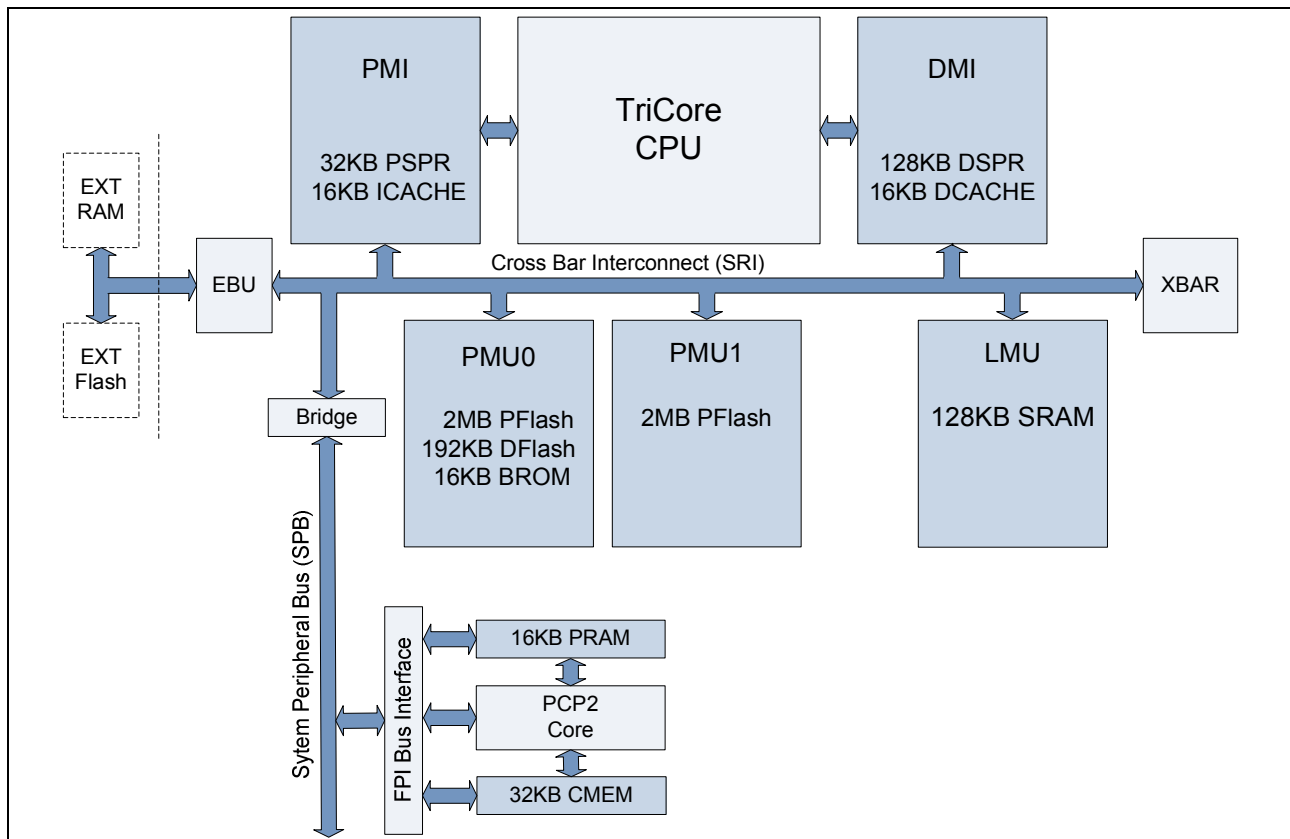 PMI
32KB PSPR
16KB ICACHE
TriCore
CPU
DMI
128KB DSPR
16KB DCACHE
EXT
RAM
EXT
Flash
EBU
Cross Bar Interconnect (SRI)
XBAR
PMU0
2MB PFlash
192KB DFlash
16KB BROM
PMU1
2MB PFlash
LMU
128KB SRAM
Bridge
Sytem Peripheral Bus (SPB)
FPI Bus Interface
16KB PRAM
PCP2
Core
32KB CMEM